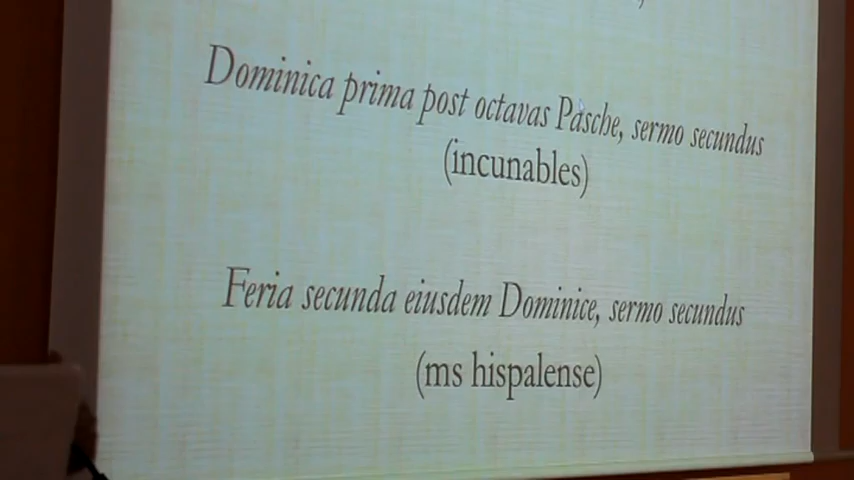 Dominica prima post octavas Pasche, sermo secundus
(incunables)
Feria secunda eiusdem Dominice, sermo secundus
(ms hispalense)